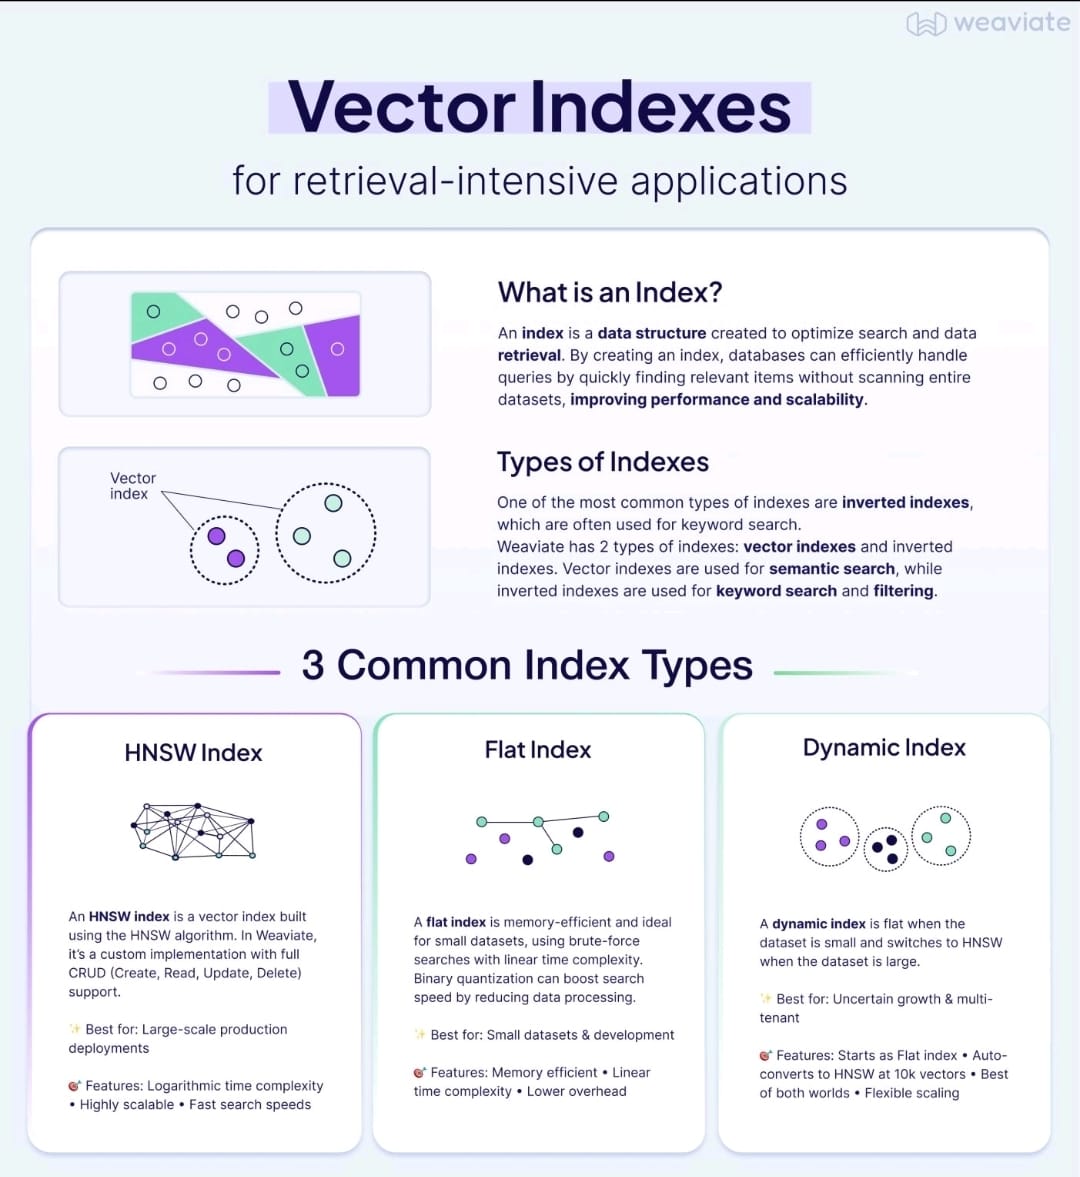 weaviate
Vector Indexes
for retrieval-intensive applications
What is an Index?
An index is a data structure created to optimize search and data
retrieval. By creating an index, databases can efficiently handle
queries by quickly finding relevant items without scanning entire
datasets, improving performance and scalability.
Vector
index
Types of Indexes
One of the most common types of indexes are inverted indexes,
which are often used for keyword search.
Weaviate has 2 types of indexes: vector indexes and inverted
indexes. Vector indexes are used for semantic search, while
inverted indexes are used for keyword search and filtering.
3 Common Index Types
HNSW Index
An HNSW index is a vector index built
using the HNSW algorithm. In Weaviate,
it's a custom implementation with full
CRUD (Create, Read, Update, Delete)
support.
✨ Best for: Large-scale production
deployments
🎯 Features: Logarithmic time complexity
• Highly scalable • Fast search speeds
Flat Index
A flat index is memory-efficient and ideal
for small datasets, using brute-force
searches with linear time complexity.
Binary quantization can boost search
speed by reducing data processing.
✨ Best for: Small datasets & development
🎯 Features: Memory efficient • Linear
time complexity • Lower overhead
Dynamic Index
A dynamic index is flat when the
dataset is small and switches to HNSW
when the dataset is large.
✨ Best for: Uncertain growth & multi-
tenant
🎯 Features: Starts as Flat index • Auto-
converts to HNSW at 10k vectors • Best
of both worlds • Flexible scaling